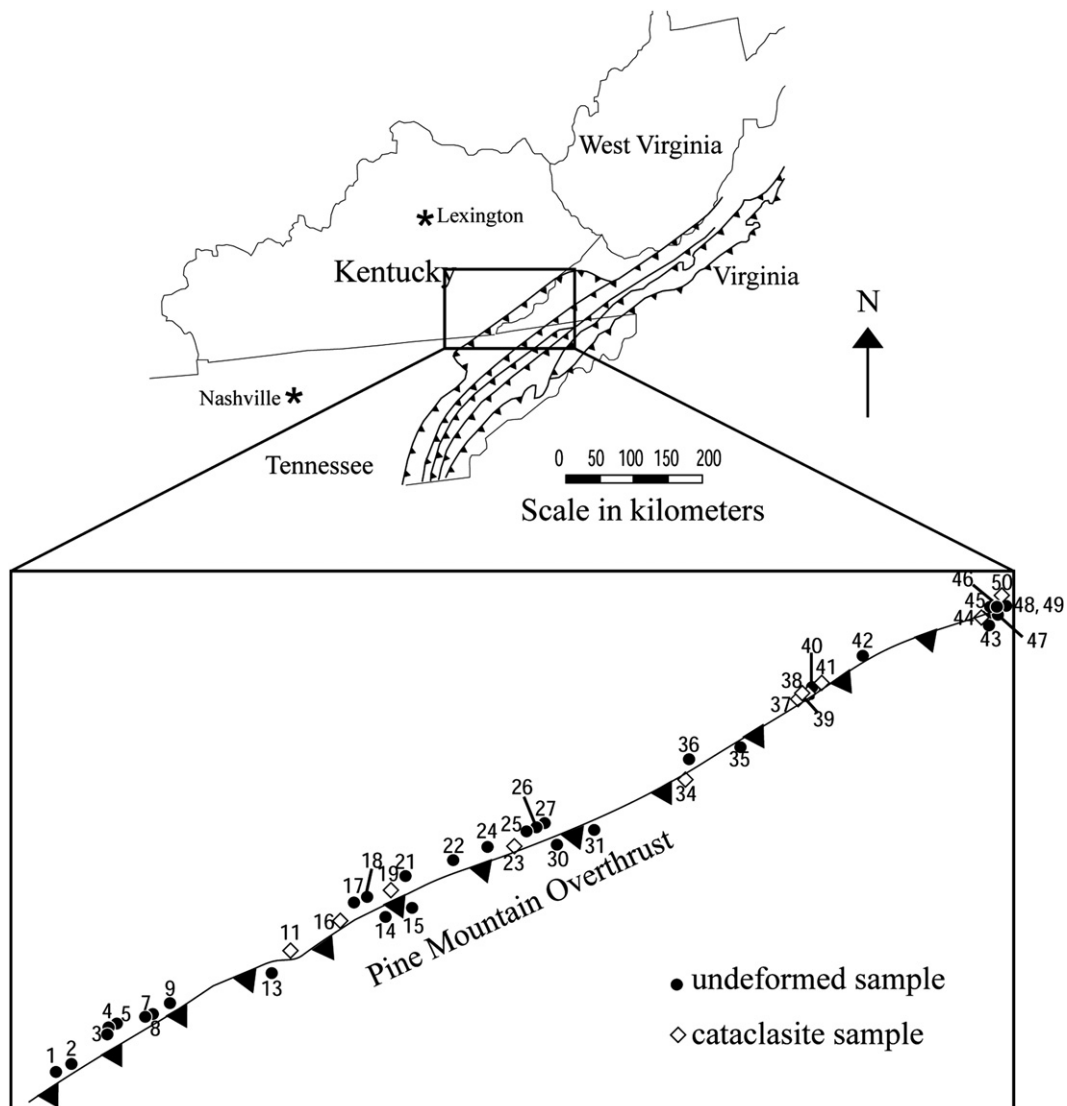 West Virginia
* Lexington
Kentucky
Virginia
N
Nashville *
Tennessee
0 50 100 150 200
Scale in kilometers
46 50
45 48, 49
44
43 47
40
42
38 41
37
39
36
35
34
26
27
25
24
22
23
31
30
18
17
21
19
16
15
14
11
13
9
7
8
4
5
3
2
1
Pine Mountain Overthrust
undeformed sample
cataclasite sample